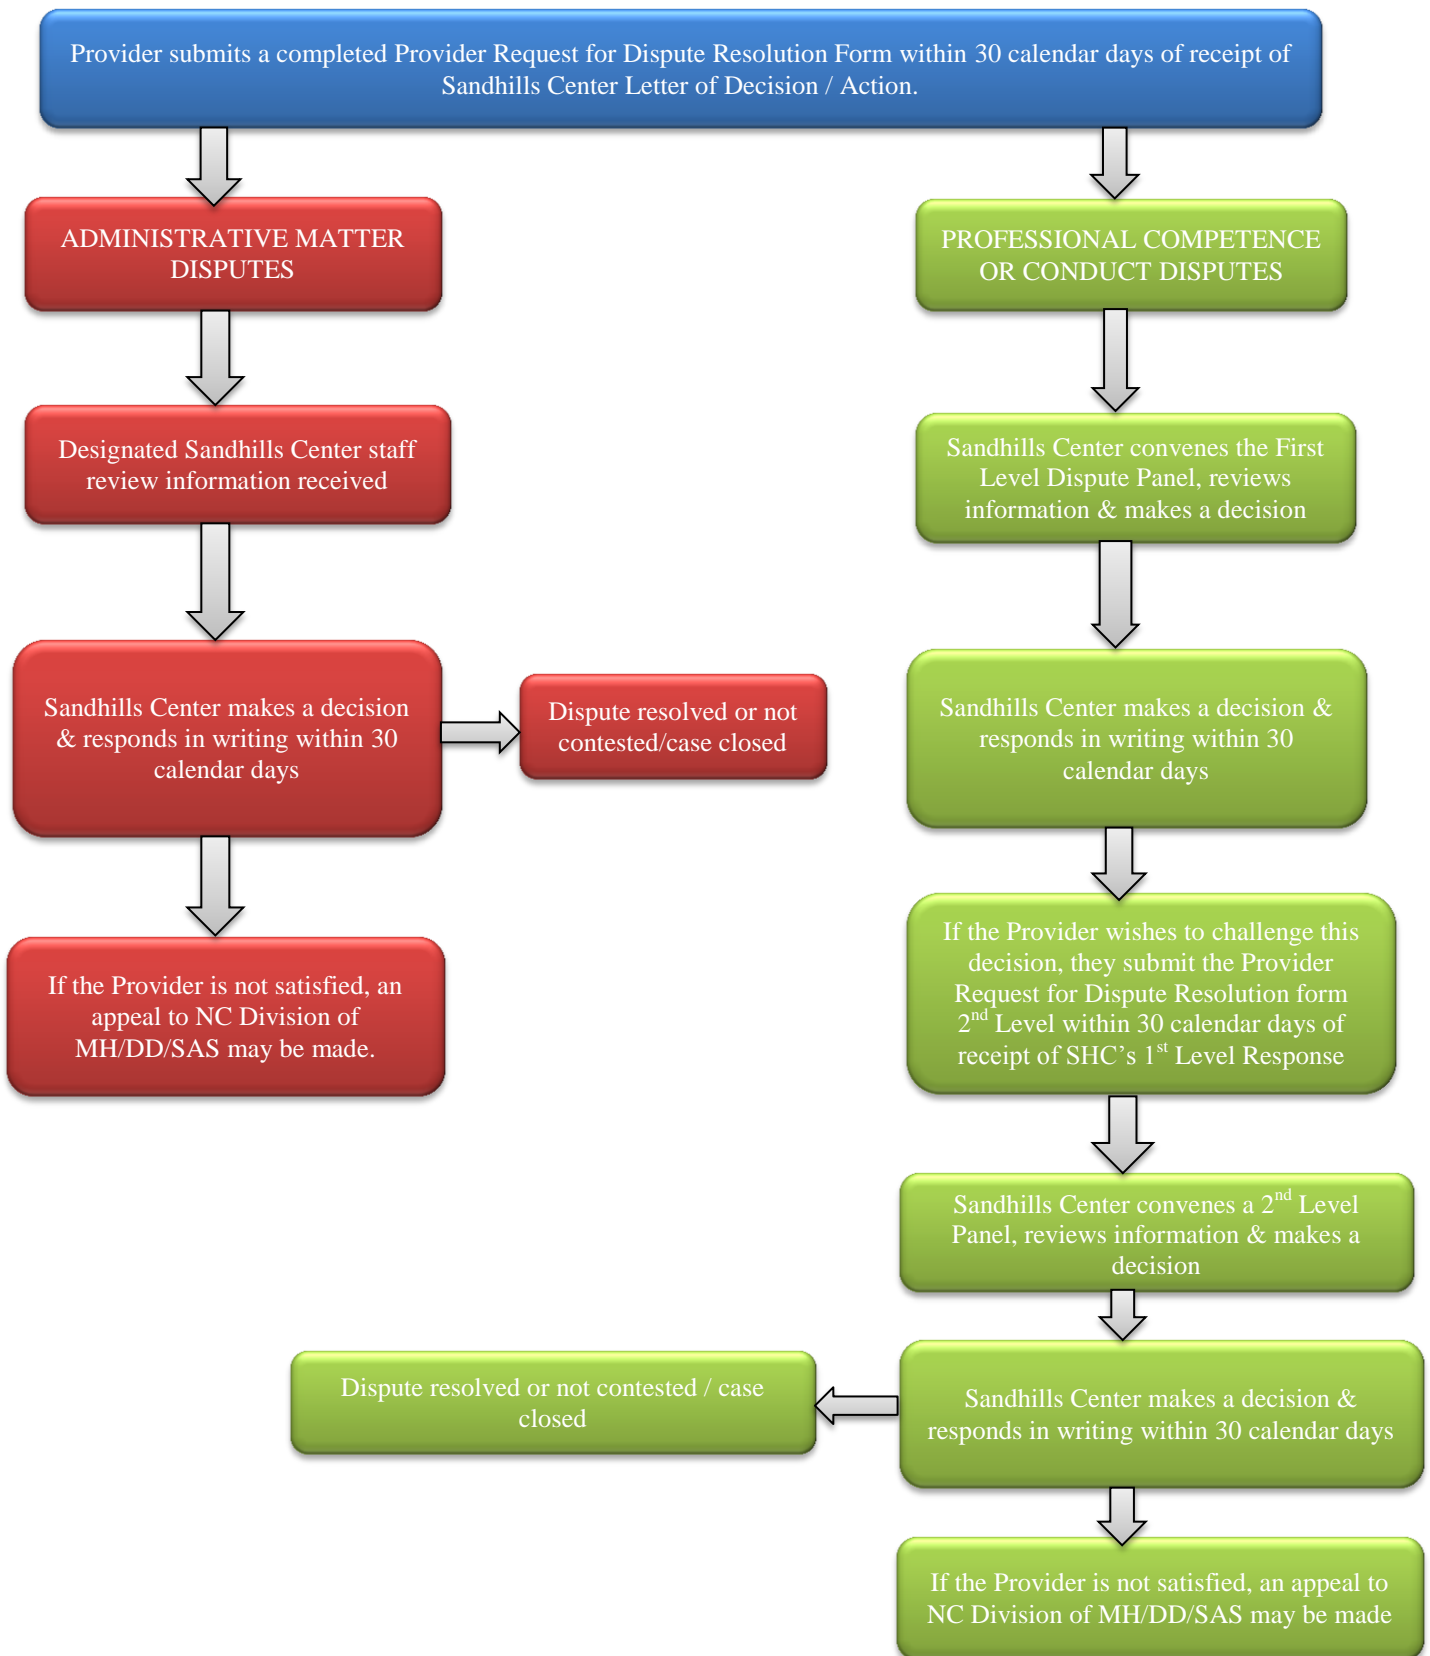 Provider submits a completed Provider Request for Dispute Resolution Form within 30 calendar days of receipt of
Sandhills Center Letter of Decision / Action.
ADMINISTRATIVE MATTER
DISPUTES
Designated Sandhills Center staff
review information received
Sandhills Center makes a decision
& responds in writing within 30
calendar days
Dispute resolved or not
contested/case closed
If the Provider is not satisfied, an
appeal to NC Division of
MH/DD/SAS may be made.
PROFESSIONAL COMPETENCE
OR CONDUCT DISPUTES
Sandhills Center convenes the First
Level Dispute Panel, reviews
information & makes a decision
Sandhills Center makes a decision &
responds in writing within 30
calendar days
If the Provider wishes to challenge this
decision, they submit the Provider
Request for Dispute Resolution form
2nd Level within 30 calendar days of
receipt of SHC’s 1st Level Response
Sandhills Center convenes a 2nd Level
Panel, reviews information & makes a
decision
Sandhills Center makes a decision &
responds in writing within 30 calendar days
Dispute resolved or not contested / case
closed
If the Provider is not satisfied, an appeal to
NC Division of MH/DD/SAS may be made